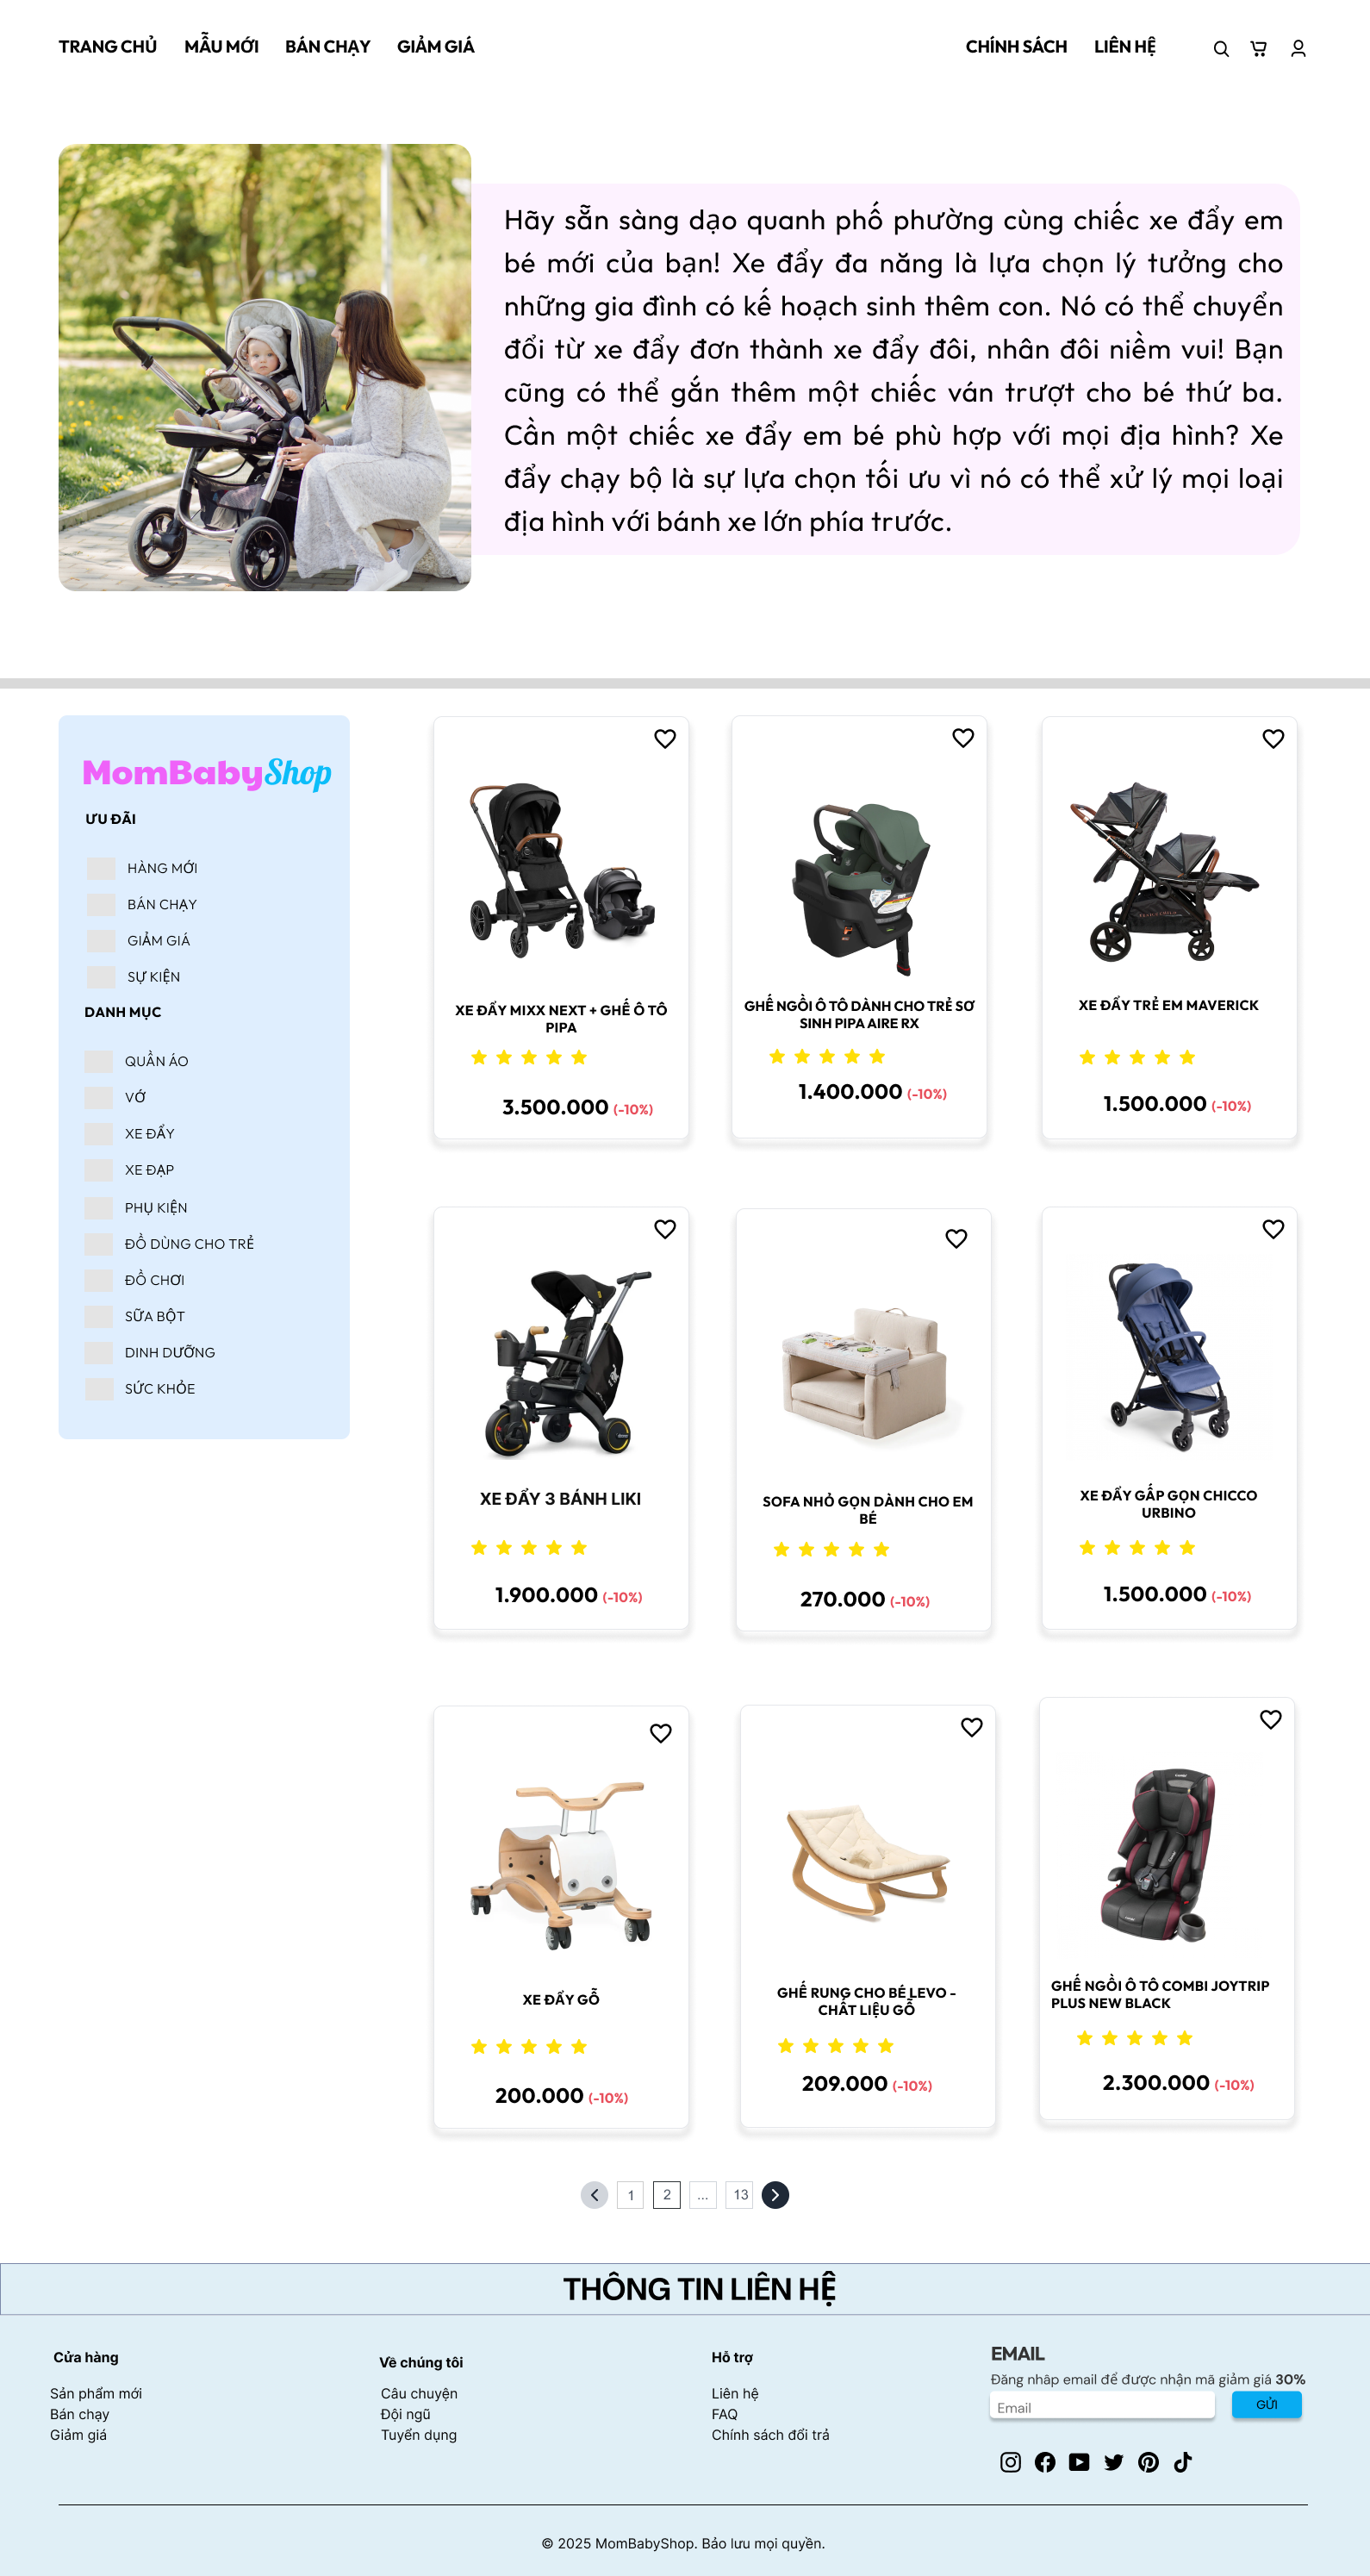 TRANG CHỦ MẪU MỚI BÁN CHẠY GIẢM GIÁ CHÍNH SÁCH LIÊN HỆ
Hãy sẵn sàng dạo quanh phố phường cùng chiếc xe đẩy em
bé mới của bạn! Xe đẩy đa năng là lựa chọn lý tưởng cho
những gia đình có kế hoạch sinh thêm con. Nó có thể chuyển
đổi từ xe đẩy đơn thành xe đẩy đôi, nhân đôi niềm vui! Bạn
cũng có thể gắn thêm một chiếc ván trượt cho bé thứ ba.
Cần một chiếc xe đẩy em bé phù hợp với mọi địa hình? Xe
đẩy chạy bộ là sự lựa chọn tối ưu vì nó có thể xử lý mọi loại
địa hình với bánh xe lớn phía trước.
MomBabyShop
ƯU ĐÃI
HÀNG MỚI
BÁN CHẠY
GIẢM GIÁ
SỰ KIỆN
DANH MỤC
QUẦN ÁO
VỚ
XE ĐẨY
XE ĐẠP
PHỤ KIỆN
ĐỒ DÙNG CHO TRẺ
ĐỒ CHƠI
SỮA BỘT
DINH DƯỠNG
SỨC KHỎE
XE ĐẨY MIXX NEXT + GHẾ Ô TÔ
PIPA
3.500.000 (-10%)
GHẾ NGỒI Ô TÔ DÀNH CHO TRẺ SƠ
SINH PIPA AIRE RX
1.400.000 (-10%)
XE ĐẨY TRẺ EM MAVERICK
1.500.000 (-10%)
XE ĐẨY 3 BÁNH LIKI
1.900.000 (-10%)
SOFA NHỎ GỌN DÀNH CHO EM
BÉ
270.000 (-10%)
XE ĐẨY GẤP GỌN CHICCO
URBINO
1.500.000 (-10%)
XE ĐẨY GỖ
200.000 (-10%)
GHẾ RUNG CHO BÉ LEVO -
CHẤT LIỆU GỖ
209.000 (-10%)
GHẾ NGỒI Ô TÔ COMBI JOYTRIP
PLUS NEW BLACK
2.300.000 (-10%)
1 2 ... 13
THÔNG TIN LIÊN HỆ
Cửa hàng
Sản phẩm mới
Bán chạy
Giảm giá
Về chúng tôi
Câu chuyện
Đội ngũ
Tuyển dụng
Hỗ trợ
Liên hệ
FAQ
Chính sách đổi trả
EMAIL
Đăng nhâp email để được nhận mã giảm giá 30%
Email GỬI
© 2025 MomBabyShop. Bảo lưu mọi quyền.